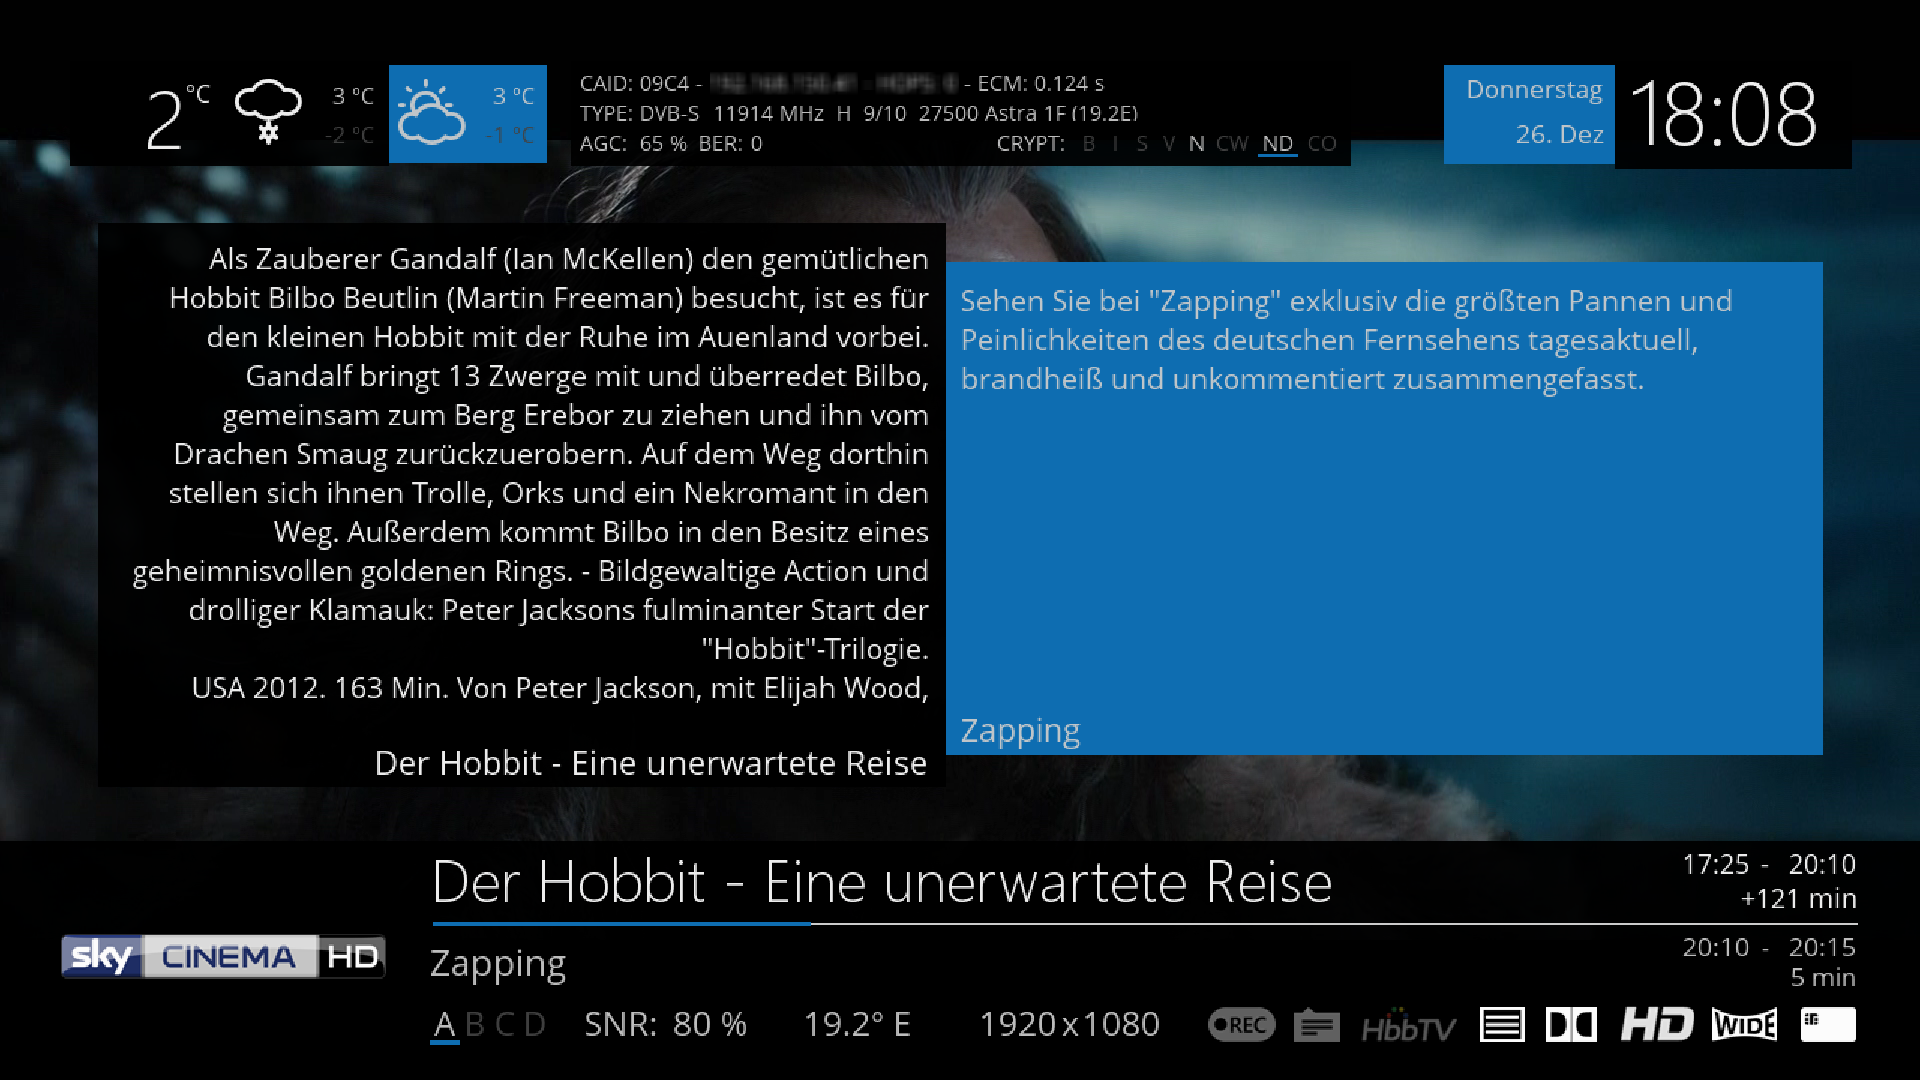 2 °C
3 °C
-2 °C
3 °C
-1 °C
CAID: 09C4 - - ECM: 0.124 s
TYPE: DVB-S 11914 MHz H 9/10 27500 Astra 1F (19.2E)
AGC: 65 % BER: 0 CRYPT: B I S V N CW ND CO
Donnerstag
26. Dez
18:08
Als Zauberer Gandalf (Ian McKellen) den gemütlichen
Hobbit Bilbo Beutlin (Martin Freeman) besucht, ist es für
den kleinen Hobbit mit der Ruhe im Auenland vorbei.
Gandalf bringt 13 Zwerge mit und überredet Bilbo,
gemeinsam zum Berg Erebor zu ziehen und ihn vom
Drachen Smaug zurückzuerobern. Auf dem Weg dorthin
stellen sich ihnen Trolle, Orks und ein Nekromant in den
Weg. Außerdem kommt Bilbo in den Besitz eines
geheimnisvollen goldenen Rings. - Bildgewaltige Action und
drolliger Klamauk: Peter Jacksons fulminanter Start der
"Hobbit"-Trilogie.
USA 2012. 163 Min. Von Peter Jackson, mit Elijah Wood,
Der Hobbit - Eine unerwartete Reise
Sehen Sie bei "Zapping" exklusiv die größten Pannen und
Peinlichkeiten des deutschen Fernsehens tagesaktuell,
brandheiß und unkommentiert zusammengefasst.
Zapping
Der Hobbit - Eine unerwartete Reise
17:25 - 20:10
+121 min
sky CINEMA HD
Zapping
20:10 - 20:15
5 min
A B C D SNR: 80 % 19.2° E 1920x1080 REC HbbTV HD WIDE